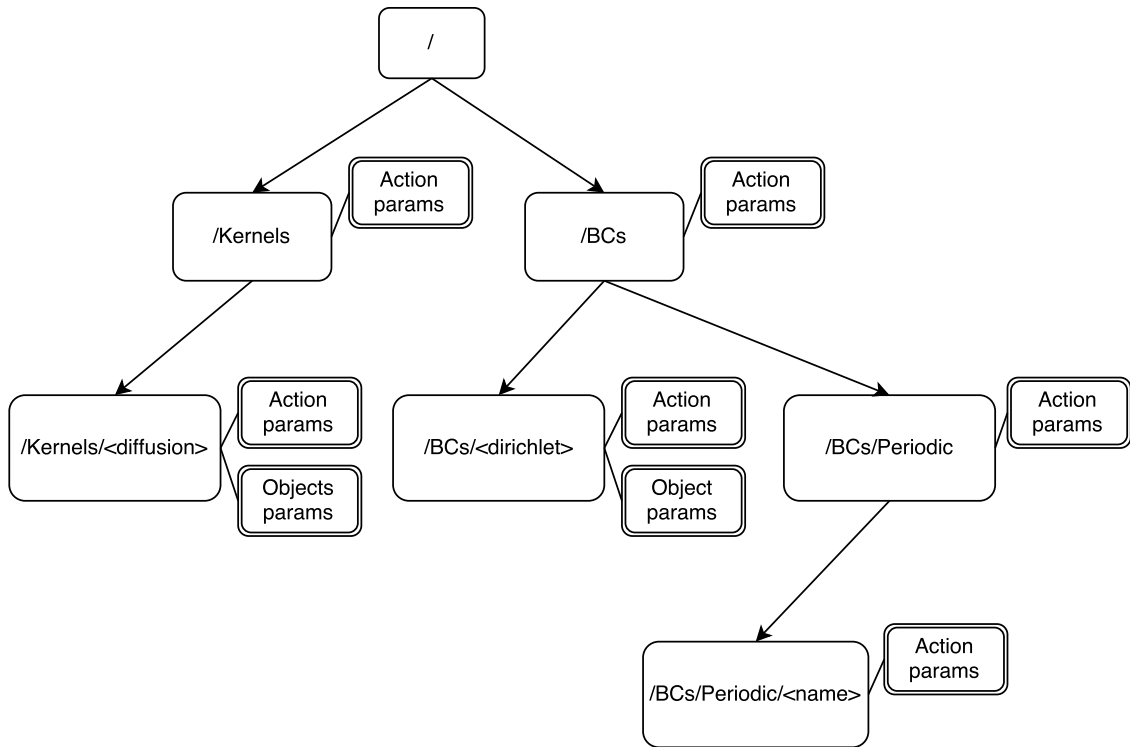 /
Action
params
Action
params
/Kernels
/BCs
Action
params
Action
params
Action
params
/Kernels/<diffusion>
/BCs/<dirichlet>
/BCs/Periodic
Objects
params
Object
params
Action
params
/BCs/Periodic/<name>